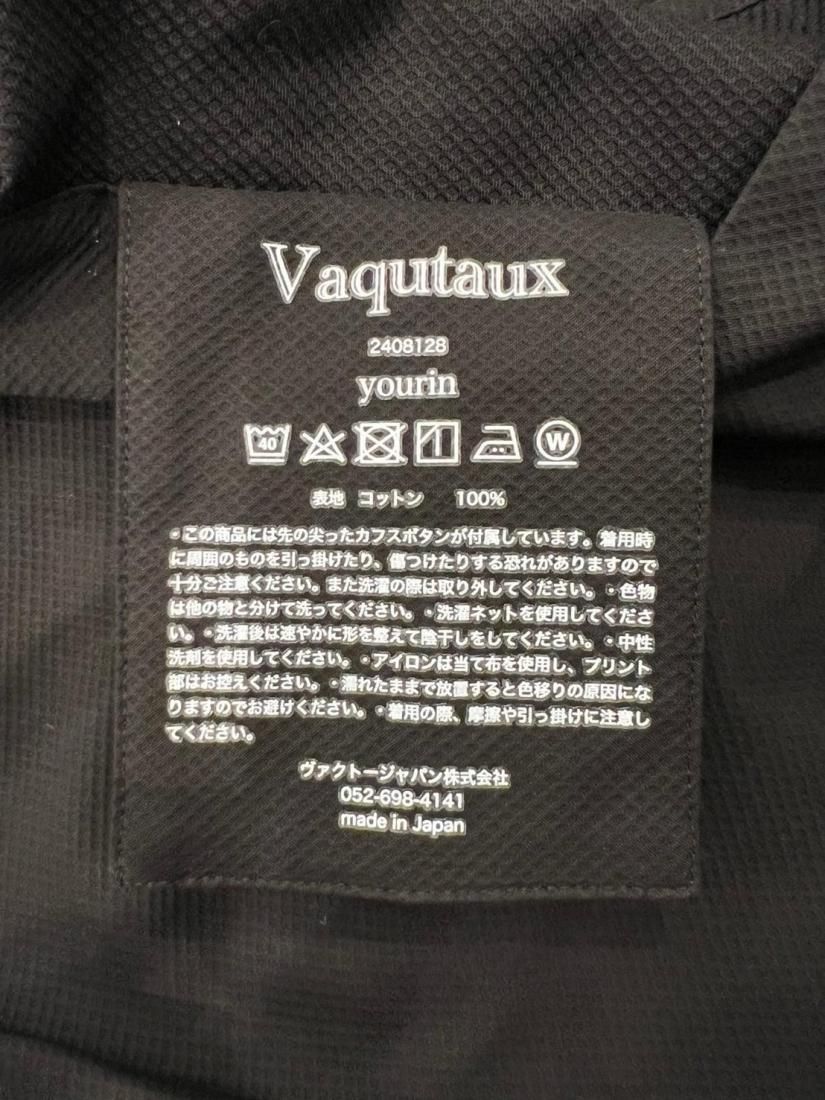 Vaqutaux
2408128
yourin
40 W
表地 コットン 100%
・この商品には先の尖ったカフスボタンが付属しています。着用時
に周囲のものを引っ掛けたり、傷つけたりする恐れがありますので
十分ご注意ください。また洗濯の際は取り外してください。・色物
は他の物と分けて洗ってください。・洗濯ネットを使用してくださ
い。・洗濯後は速やかに形を整えて陰干しをしてください。・中性
洗剤を使用してください。・アイロンは当て布を使用し、プリント
部はお控えください。・濡れたままで放置すると色移りの原因にな
りますのでお避けください。・着用の際、摩擦や引っ掛けに注意し
てください。
ヴァクトージャパン株式会社
052-698-4141
made in Japan